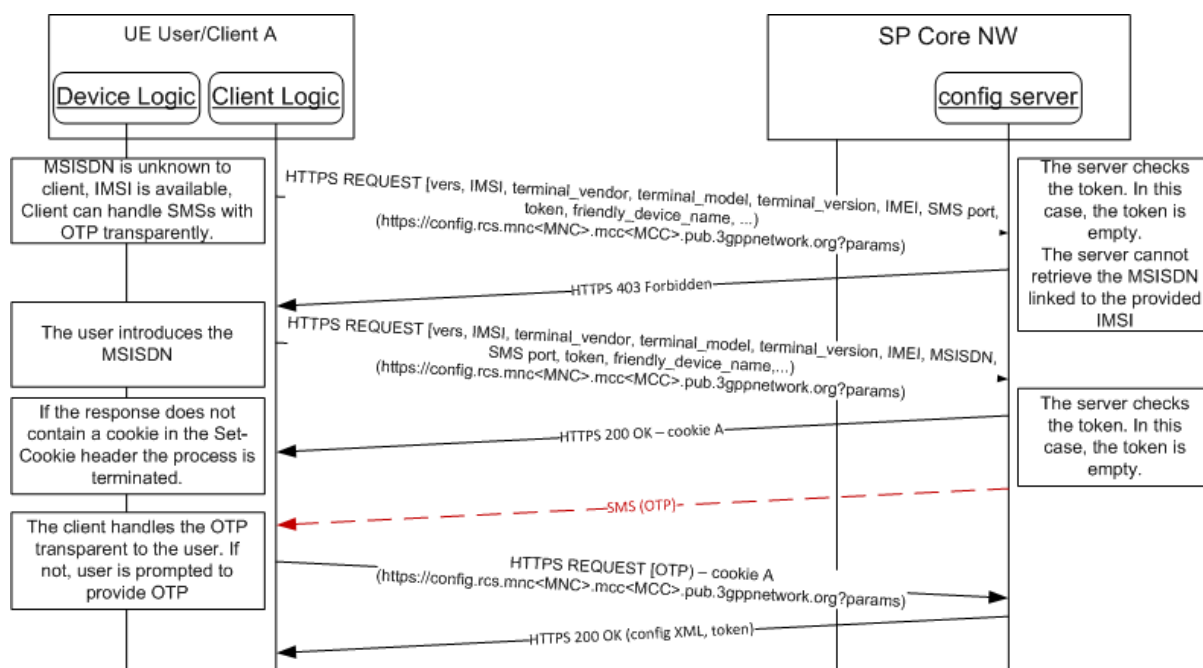 UE User/Client A
SP Core NW
Device Logic
Client Logic
config server
MSISDN is unknown to
client, IMSI is available,
Client can handle SMSs with
OTP transparently.
HTTPS REQUEST [vers, IMSI, terminal_vendor, terminal_model, terminal_version, IMEI, SMS port,
token, friendly_device_name, ...)
(https://config.rcs.mnc<MNC>.mcc<MCC>.pub.3gppnetwork.org?params)
The server checks
the token. In this
case, the token is
empty.
The server cannot
retrieve the MSISDN
linked to the provided
IMSI
HTTPS 403 Forbidden
The user introduces the
MSISDN
HTTPS REQUEST [vers, IMSI, terminal_vendor, terminal_model, terminal_version, IMEI, MSISDN,
SMS port, token, friendly_device_name,...)
(https://config.rcs.mnc<MNC>.mcc<MCC>.pub.3gppnetwork.org?params)
If the response does not
contain a cookie in the Set-
Cookie header the process is
terminated.
HTTPS 200 OK – cookie A
The server checks
the token. In this
case, the token is
empty.
SMS (OTP)
The client handles the OTP
transparent to the user. If
not, user is prompted to
provide OTP
HTTPS REQUEST [OTP) – cookie A
(https://config.rcs.mnc<MNC>.mcc<MCC>.pub.3gppnetwork.org?params)
HTTPS 200 OK (config XML, token)